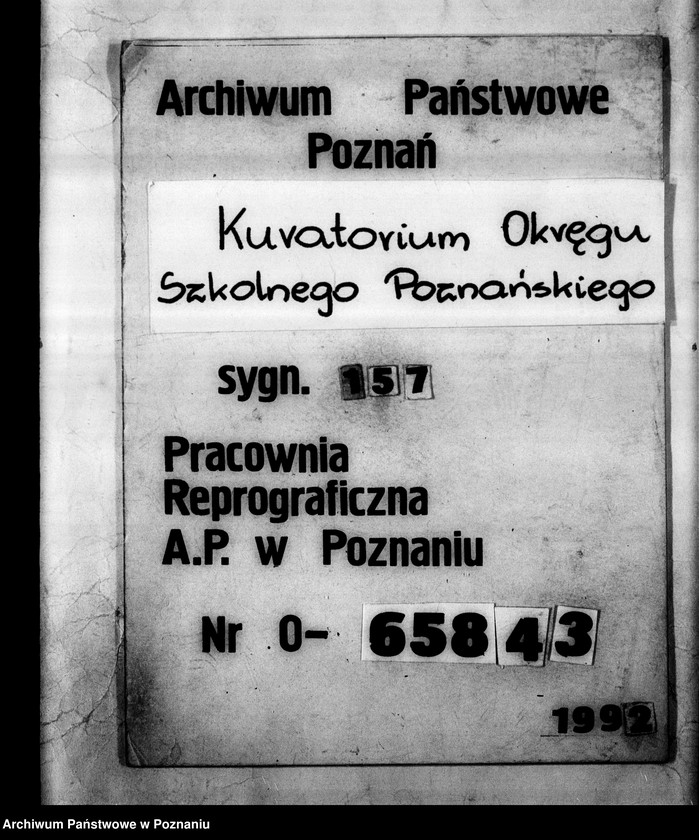 Archiwum Państwowe
Poznań
Kuratorium Okręgu
Szkolnego Poznańskiego
sygn. 157
Pracownia
Reprograficzna
A.P. w Poznaniu
Nr 0- 65843
1992
Archiwum Państwowe w Poznaniu